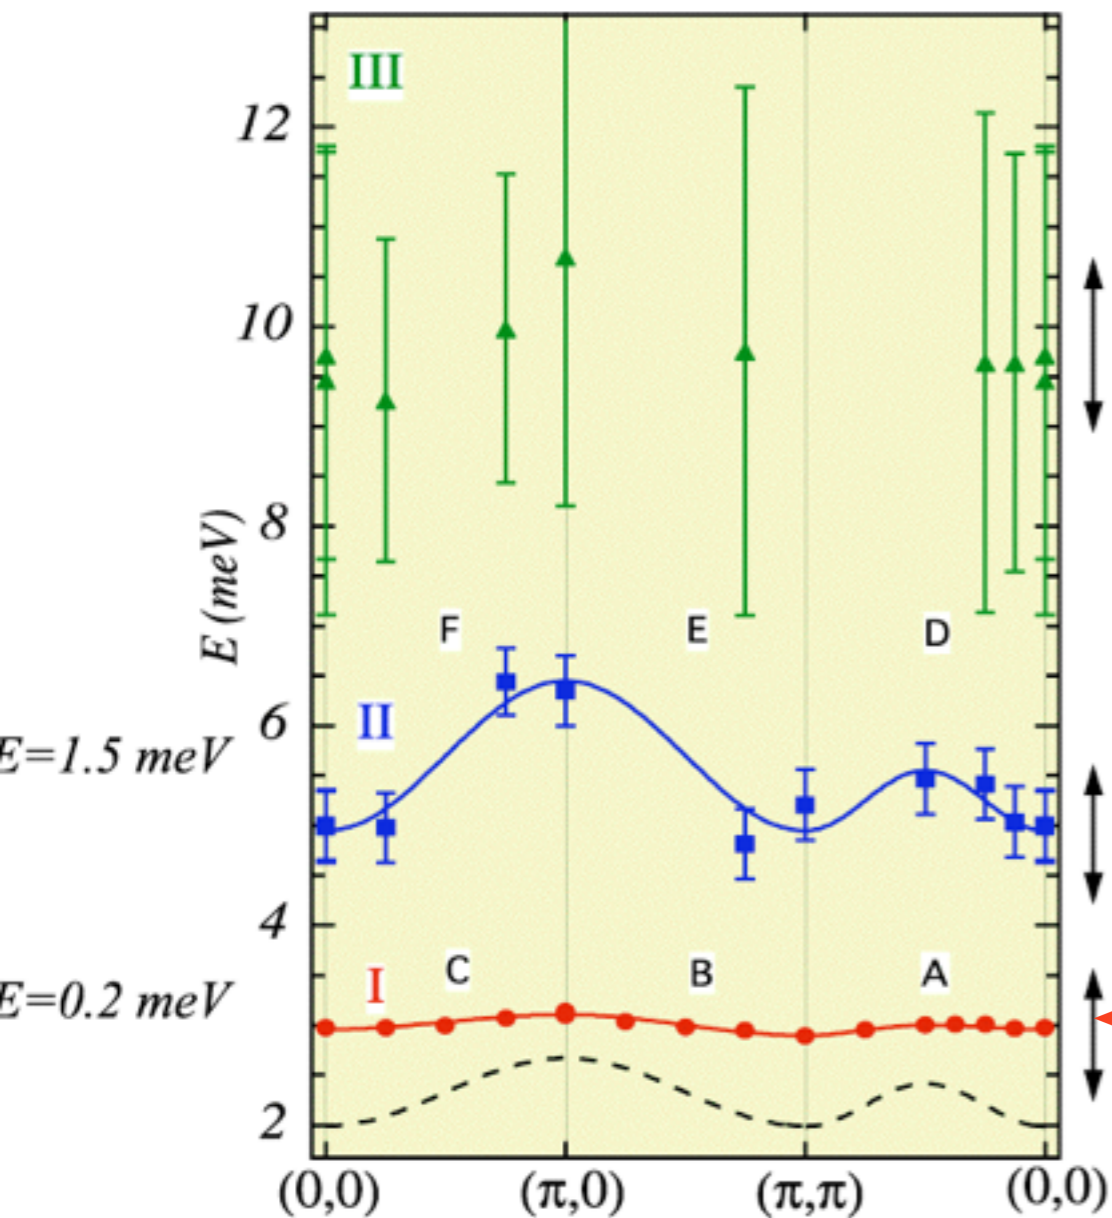 III
12
10
8
E (meV)
F E D
II
6
E=1.5 meV
4
C B A
I
E=0.2 meV
2
(0,0) (π,0) (π,π) (0,0)